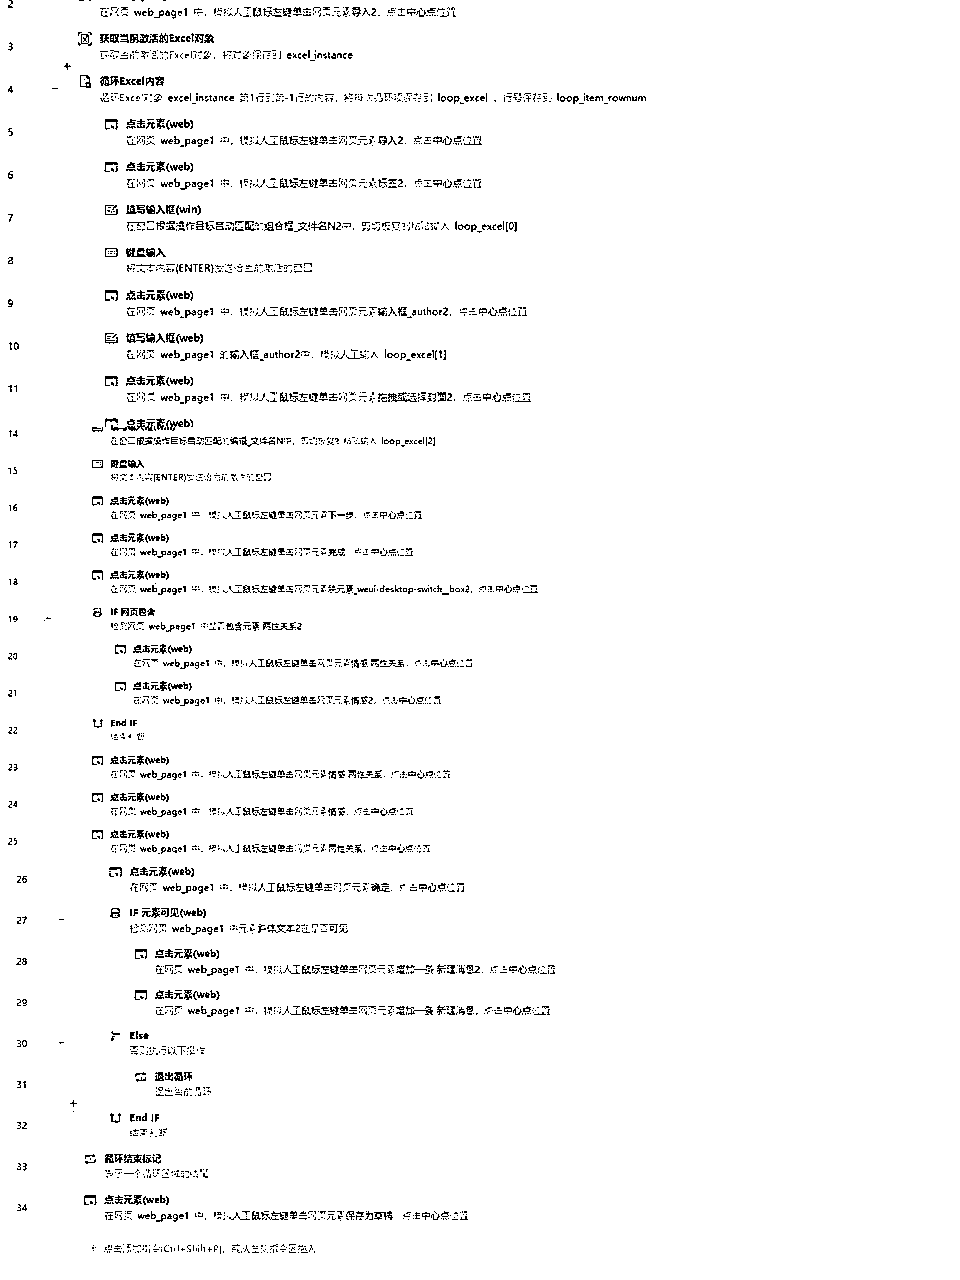 2
在网页 web_page1 中，模拟人工鼠标左键单击网页元素导入2，点击中心点位置
3
获取当前激活的Excel对象
获取当前激活的Excel对象，将对象保存到 excel_instance
4
循环Excel内容
循环Excel对象 excel_instance 第1行到第-1行的内容，将每次循环项保存到 loop_excel ，行号保存到 loop_item_rownum
5
点击元素(web)
在网页 web_page1 中，模拟人工鼠标左键单击网页元素导入2，点击中心点位置
6
点击元素(web)
在网页 web_page1 中，模拟人工鼠标左键单击网页元素标签2，点击中心点位置
7
填写输入框(win)
在窗口根据操作目标自动匹配的组合框_文件名N2中，剪切板复制粘贴输入 loop_excel[0]
8
键盘输入
将文本内容{ENTER}发送给当前激活的窗口
9
点击元素(web)
在网页 web_page1 中，模拟人工鼠标左键单击网页元素输入框_author2，点击中心点位置
10
填写输入框(web)
在网页 web_page1 的输入框_author2中，模拟人工输入 loop_excel[1]
11
点击元素(web)
在网页 web_page1 中，模拟人工鼠标左键单击网页元素拖拽或选择封面2，点击中心点位置
14
点击元素(web)
在窗口根据操作目标自动匹配的编辑_文件名N中，剪切板复制粘贴输入 loop_excel[2]
15
键盘输入
将文本内容{ENTER}发送给当前激活的窗口
16
点击元素(web)
在网页 web_page1 中，模拟人工鼠标左键单击网页元素下一步，点击中心点位置
17
点击元素(web)
在网页 web_page1 中，模拟人工鼠标左键单击网页元素完成，点击中心点位置
18
点击元素(web)
在网页 web_page1 中，模拟人工鼠标左键单击网页元素块元素_weui-desktop-switch__box2，点击中心点位置
19
IF 网页包含
检测网页 web_page1 中是否包含元素 两性关系2
20
点击元素(web)
在网页 web_page1 中，模拟人工鼠标左键单击网页元素情感 两性关系，点击中心点位置
21
点击元素(web)
在网页 web_page1 中，模拟人工鼠标左键单击网页元素情感2，点击中心点位置
22
End IF
结束判断
23
点击元素(web)
在网页 web_page1 中，模拟人工鼠标左键单击网页元素情感 两性关系，点击中心点位置
24
点击元素(web)
在网页 web_page1 中，模拟人工鼠标左键单击网页元素情感，点击中心点位置
25
点击元素(web)
在网页 web_page1 中，模拟人工鼠标左键单击网页元素两性关系，点击中心点位置
26
点击元素(web)
在网页 web_page1 中，模拟人工鼠标左键单击网页元素确定，点击中心点位置
27
IF 元素可见(web)
检测网页 web_page1 中元素斜体文本2在是否可见
28
点击元素(web)
在网页 web_page1 中，模拟人工鼠标左键单击网页元素增加一条 新建消息2，点击中心点位置
29
点击元素(web)
在网页 web_page1 中，模拟人工鼠标左键单击网页元素增加一条 新建消息，点击中心点位置
30
Else
否则执行以下操作
31
退出循环
退出当前循环
32
End IF
结束判断
33
循环结束标记
表示一个循环区域的结尾
34
点击元素(web)
在网页 web_page1 中，模拟人工鼠标左键单击网页元素保存为草稿，点击中心点位置